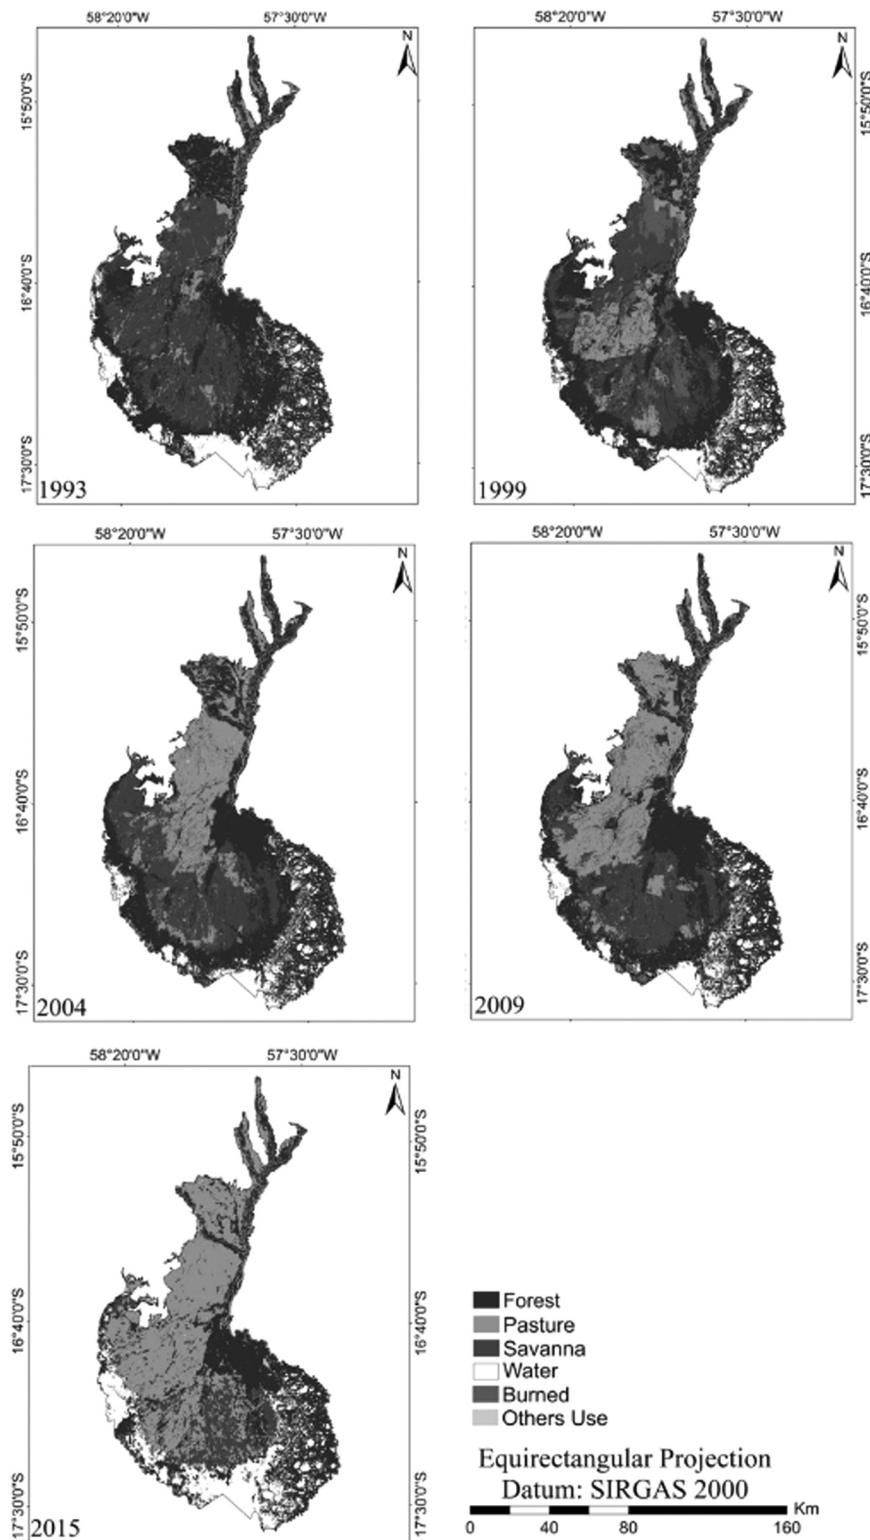 58°20'0"W 57°30'0"W
N
15°50'0"S
16°40'0"S
17°30'0"S
1993
58°20'0"W 57°30'0"W
N
15°50'0"S
16°40'0"S
17°30'0"S
1999
58°20'0"W 57°30'0"W
N
15°50'0"S
16°40'0"S
17°30'0"S
2004
58°20'0"W 57°30'0"W
N
15°50'0"S
16°40'0"S
17°30'0"S
2009
58°20'0"W 57°30'0"W
N
15°50'0"S
15°50'0"S
16°40'0"S
16°40'0"S
17°30'0"S
17°30'0"S
2015
Forest
Pasture
Savanna
Water
Burned
Others Use
Equirectangular Projection
Datum: SIRGAS 2000
Km
0 40 80 160